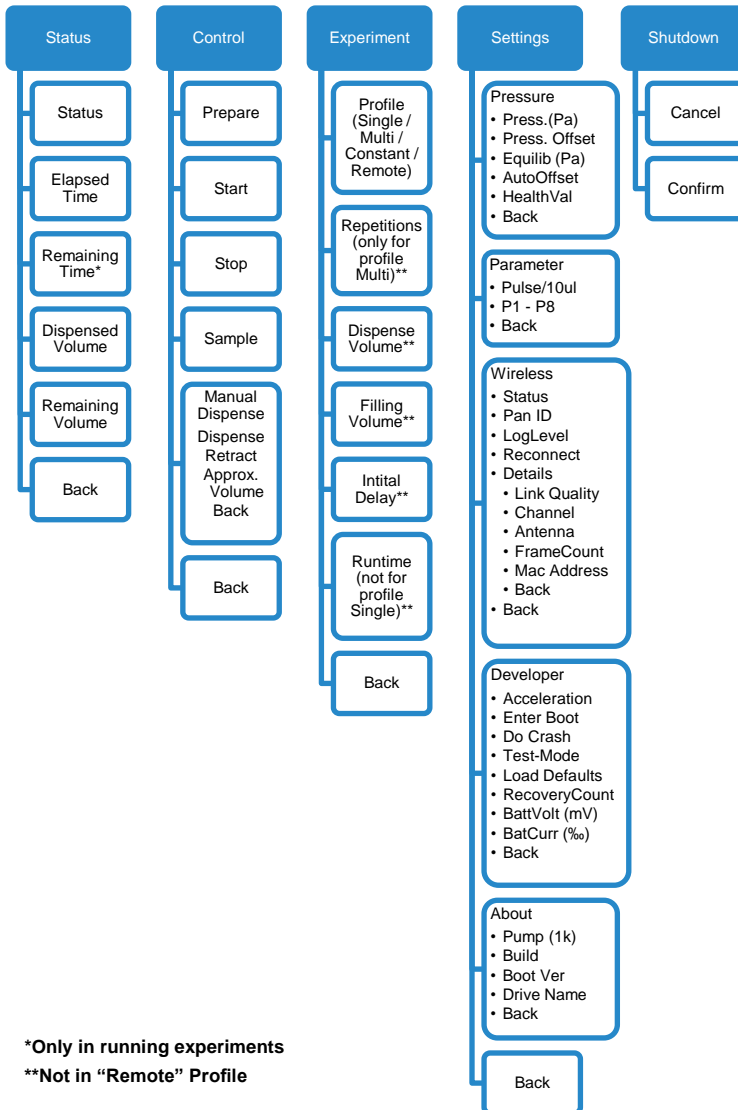 Status
Status
Elapsed
Time
Remaining
Time*
Dispensed
Volume
Remaining
Volume
Back
Control
Prepare
Start
Stop
Sample
Manual
Dispense
Dispense
Retract
Approx.
Volume
Back
Back
Experiment
Profile
(Single /
Multi /
Constant /
Remote)
Repetitions
(only for
profile
Multi)**
Dispense
Volume**
Filling
Volume**
Intital
Delay**
Runtime
(not for
profile
Single)**
Back
Settings
Pressure
• Press.(Pa)
• Press. Offset
• Equilib (Pa)
• AutoOffset
• HealthVal
• Back
Parameter
• Pulse/10ul
• P1 - P8
• Back
Wireless
• Status
• Pan ID
• LogLevel
• Reconnect
• Details
• Link Quality
• Channel
• Antenna
• FrameCount
• Mac Address
• Back
• Back
Developer
• Acceleration
• Enter Boot
• Do Crash
• Test-Mode
• Load Defaults
• RecoveryCount
• BattVolt (mV)
• BatCurr (‰)
• Back
About
• Pump (1k)
• Build
• Boot Ver
• Drive Name
• Back
Back
Shutdown
Cancel
Confirm
*Only in running experiments
**Not in “Remote” Profile